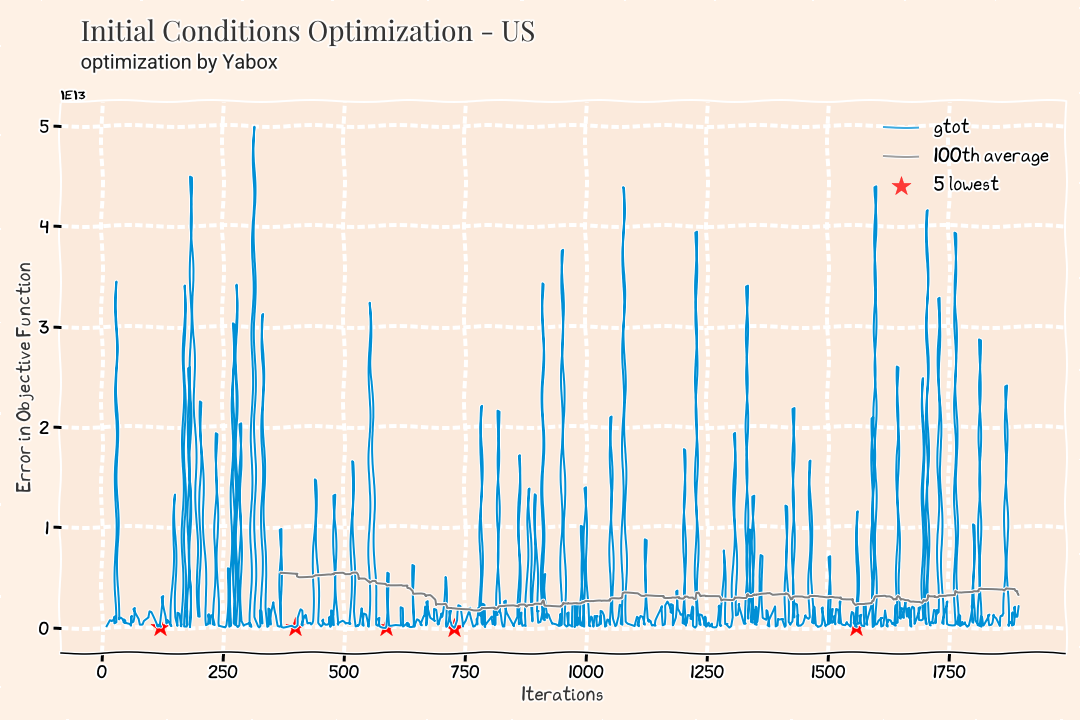 Initial Conditions Optimization - US
optimization by Yabox
1E13
5
4
3
2
1
0
Error in Objective Function
gtot
100th average
5 lowest
0 250 500 750 1000 1250 1500 1750
Iterations